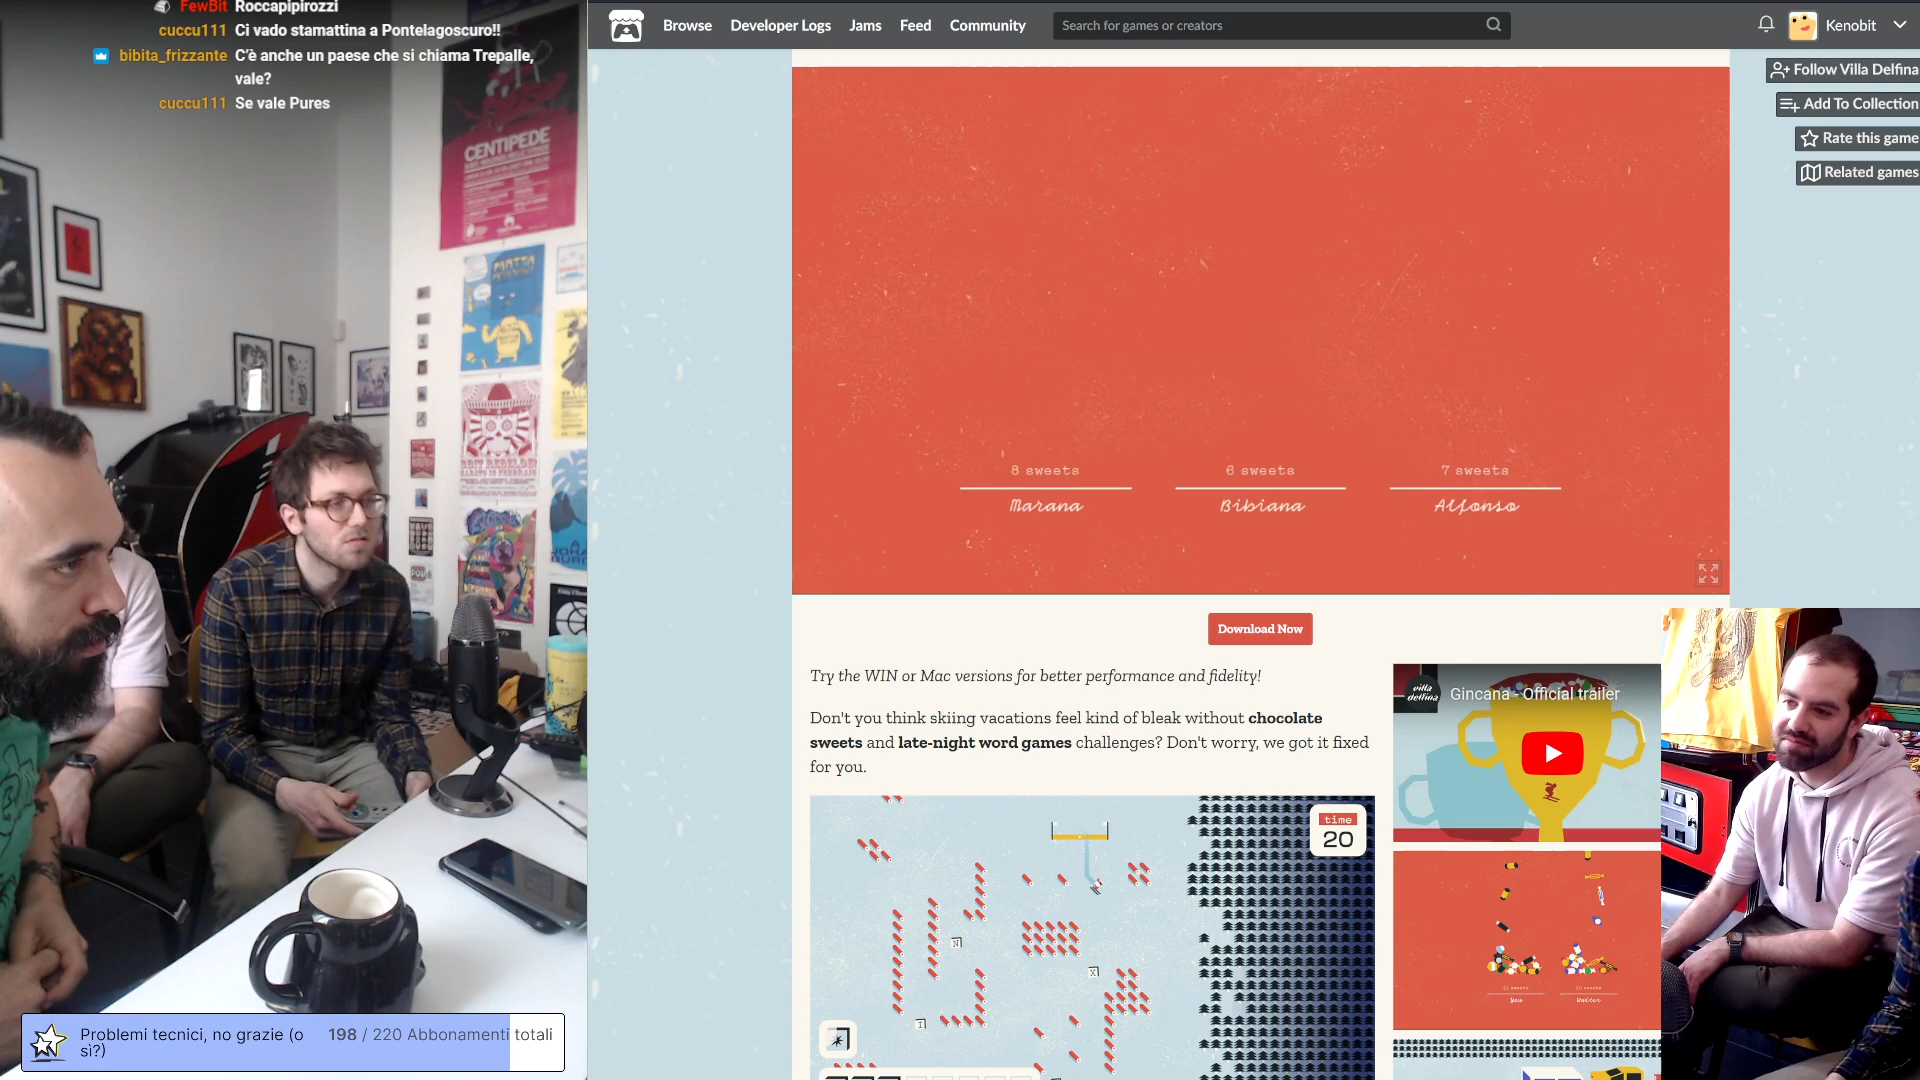 FewBit Roccapipirozzi
cuccu111 Ci vado stamattina a Pontelagoscuro!!
bibita_frizzante C'è anche un paese che si chiama Trepalle,
vale?
cuccu111 Se vale Pures
CENTIPEDE
Problemi tecnici, no grazie (o
sì?)
198 / 220 Abbonamenti totali
Browse Developer Logs Jams Feed Community
Search for games or creators
Kenobit
Follow Villa Delfina
Add To Collection
Rate this game
Related games
8 sweets
Marana
6 sweets
Bibiana
7 sweets
Alfonso
Download Now
Try the WIN or Mac versions for better performance and fidelity!
Don't you think skiing vacations feel kind of bleak without chocolate
sweets and late-night word games challenges? Don't worry, we got it fixed
for you.
time
20
N
X
I
villa
delfina
Gincana - Official trailer